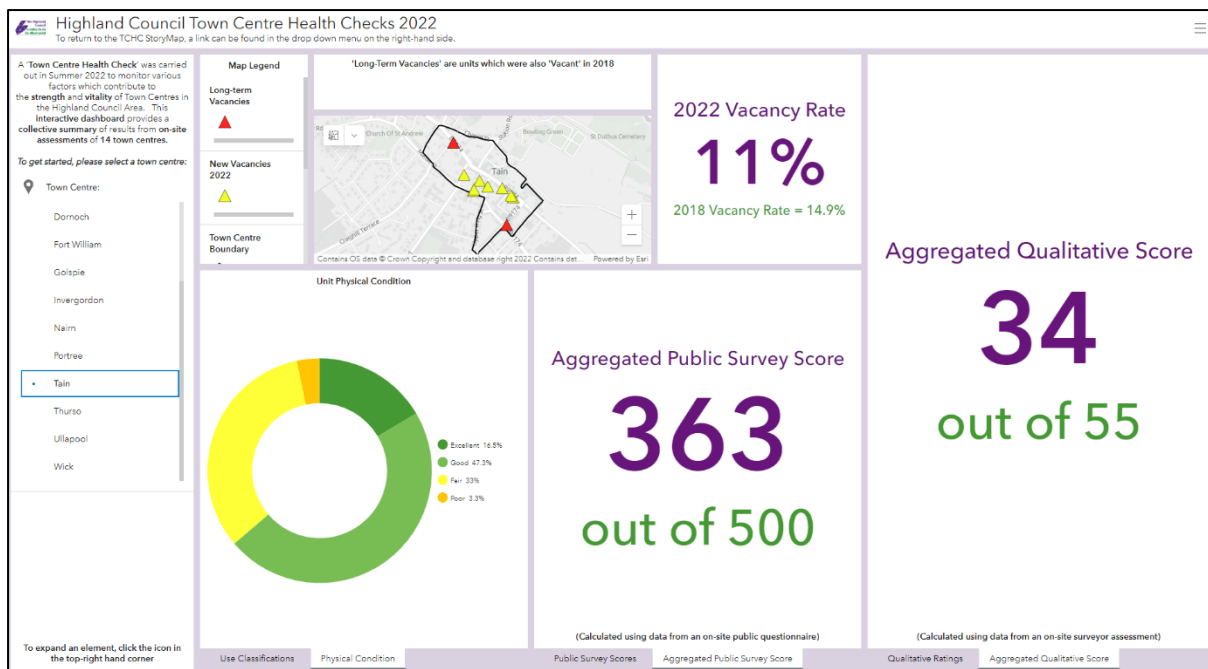 Highland Council Town Centre Health Checks 2022
To return to the TCHC StoryMap, a link can be found in the drop down menu on the right-hand side.
A 'Town Centre Health Check' was carried
out in Summer 2022 to monitor various
factors which contribute to
the strength and vitality of Town Centres in
the Highland Council Area. This
interactive dashboard provides a
collective summary of results from on-site
assessments of 14 town centres.
To get started, please select a town centre:
Town Centre:
Dornoch
Fort William
Golspie
Invergordon
Nairn
Portree
Tain
Thurso
Ullapool
Wick
To expand an element, click the icon in
the top-right hand corner
Map Legend
Long-term
Vacancies
New Vacancies
2022
Town Centre
Boundary
'Long-Term Vacancies' are units which were also 'Vacant' in 2018
Church Of St Andrew
Bowling Green
St Duthus Cemetery
Tain
Craighill Terrace
+
−
Contains OS data © Crown Copyright and database right 2022 Contains dat...
Powered by Esri
2022 Vacancy Rate
11%
2018 Vacancy Rate = 14.9%
Unit Physical Condition
Excellent 16.5%
Good 47.3%
Fair 33%
Poor 3.3%
Use Classifications
Physical Condition
Aggregated Public Survey Score
363
out of 500
(Calculated using data from an on-site public questionnaire)
Public Survey Scores
Aggregated Public Survey Score
Aggregated Qualitative Score
34
out of 55
(Calculated using data from an on-site surveyor assessment)
Qualitative Ratings
Aggregated Qualitative Score